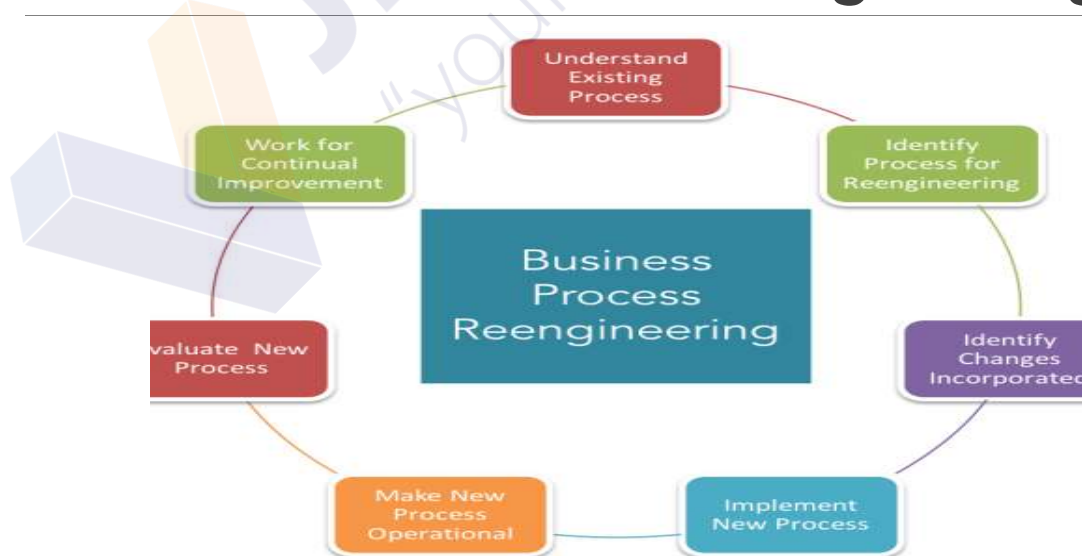 "your
Understand
Existing
Process
Identify
Process for
Reengineering
Identify
Changes
Incorporated
Implement
New Process
Make New
Process
Operational
valuate New
Process
Work for
Continual
Improvement
Business
Process
Reengineering